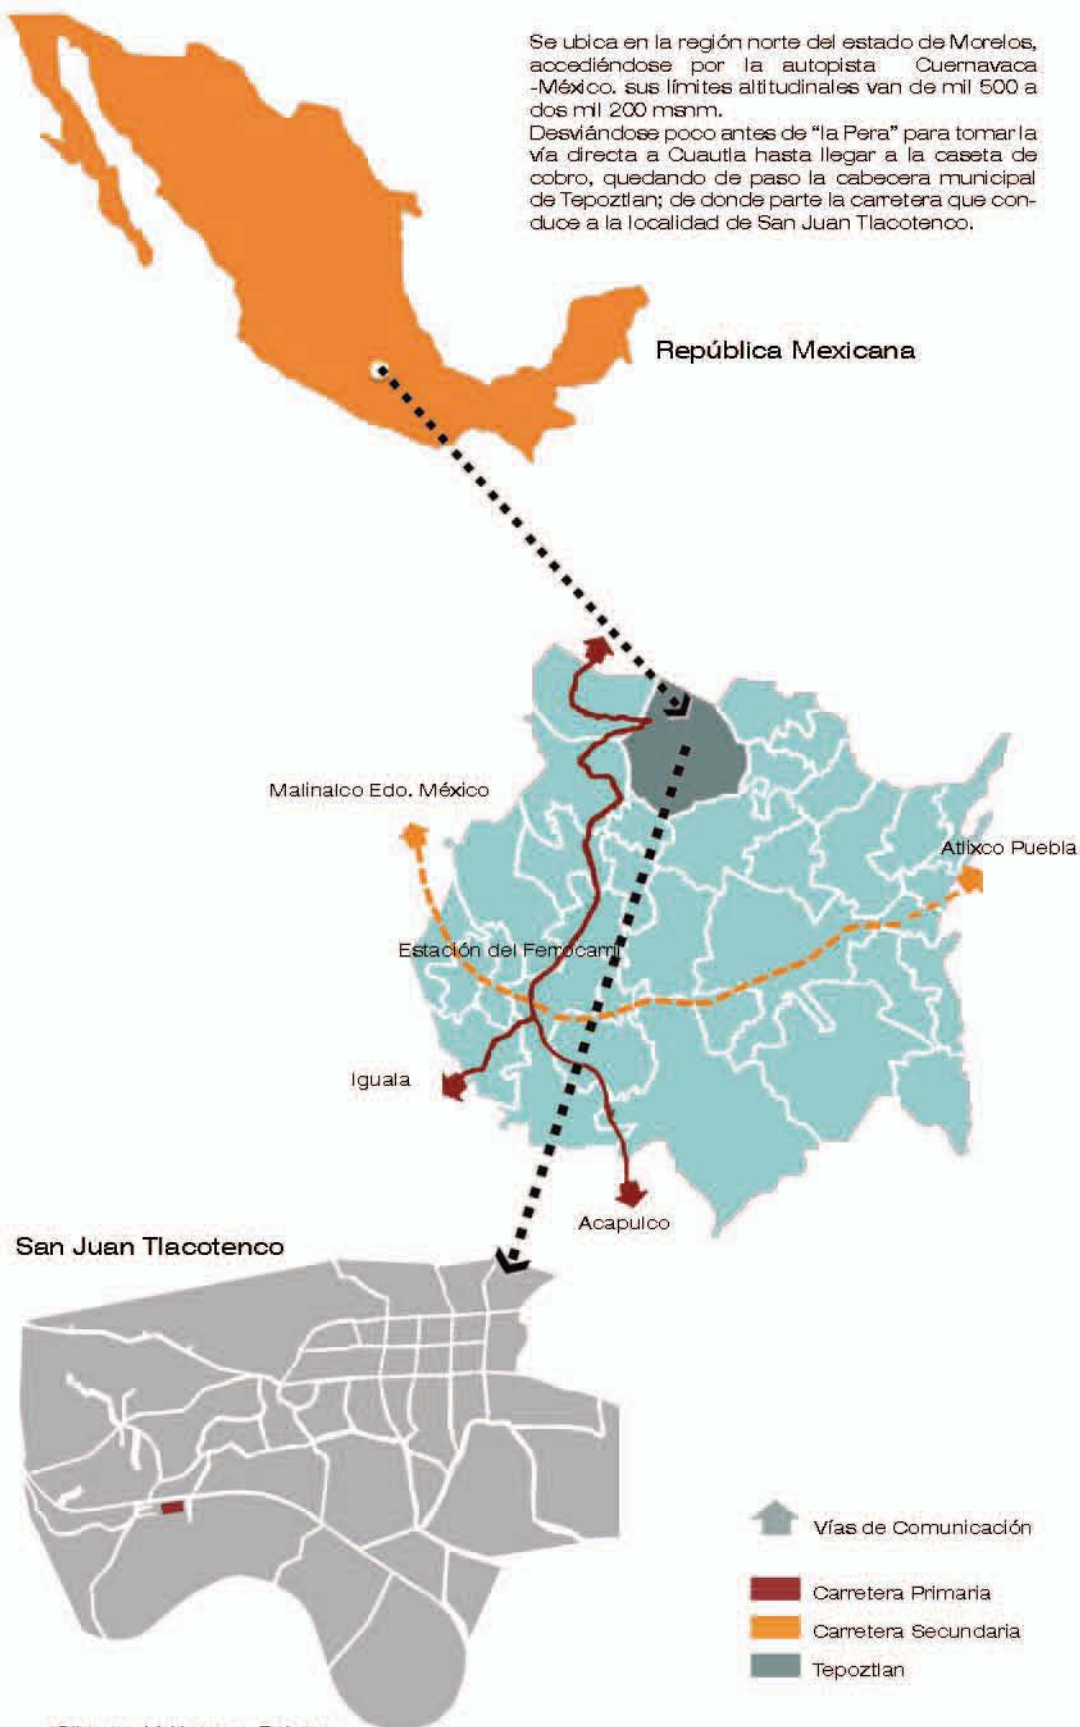 Se ubica en la región norte del estado de Morelos,
accediéndose por la autopista Cuernavaca
-México. sus límites altitudinales van de mil 500 a
dos mil 200 msnm.
Desviándose poco antes de “la Pera” para tomar la
vía directa a Cuautla hasta llegar a la caseta de
cobro, quedando de paso la cabecera municipal
de Tepoztlan; de donde parte la carretera que con-
duce a la localidad de San Juan Tlacotenco.
República Mexicana
Malinalco Edo. México
Atlixco Puebla
Estación del Ferrocarril
Iguala
Acapulco
San Juan Tlacotenco
Vías de Comunicación
Carretera Primaria
Carretera Secundaria
Tepoztlan